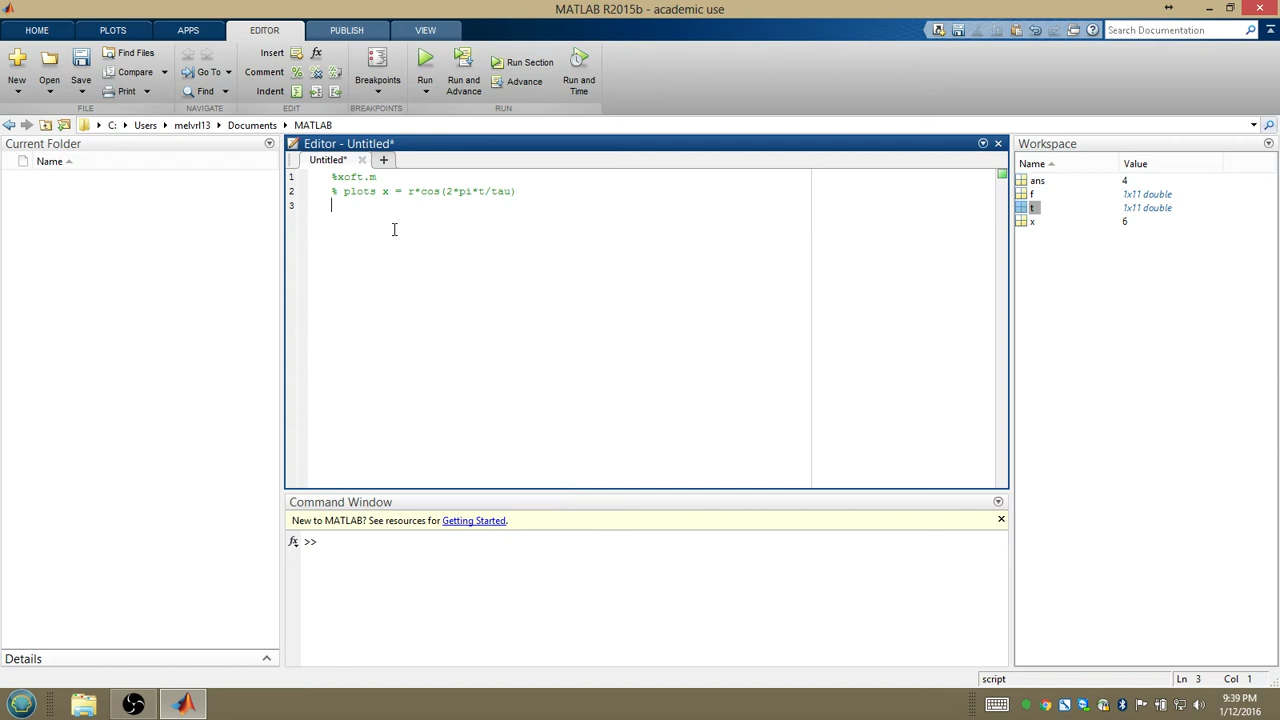 MATLAB R2015b - academic use
HOME PLOTS APPS EDITOR PUBLISH VIEW
Search Documentation
New Open Save Find Files Compare Print
Go To Find
Insert fx
Comment
Indent
Breakpoints Run Run and Advance Run Section Advance Run and Time
FILE NAVIGATE EDIT BREAKPOINTS RUN
C: Users melvrl13 Documents MATLAB
Current Folder
Name
Editor - Untitled*
Untitled*
1 %xoft.m
2 % plots x = r*cos(2*pi*t/tau)
3
Command Window
New to MATLAB? See resources for Getting Started.
fx >>
Workspace
Name Value
ans 4
f 1x11 double
t 1x11 double
x 6
Details
script Ln 3 Col 1
9:39 PM
1/12/2016